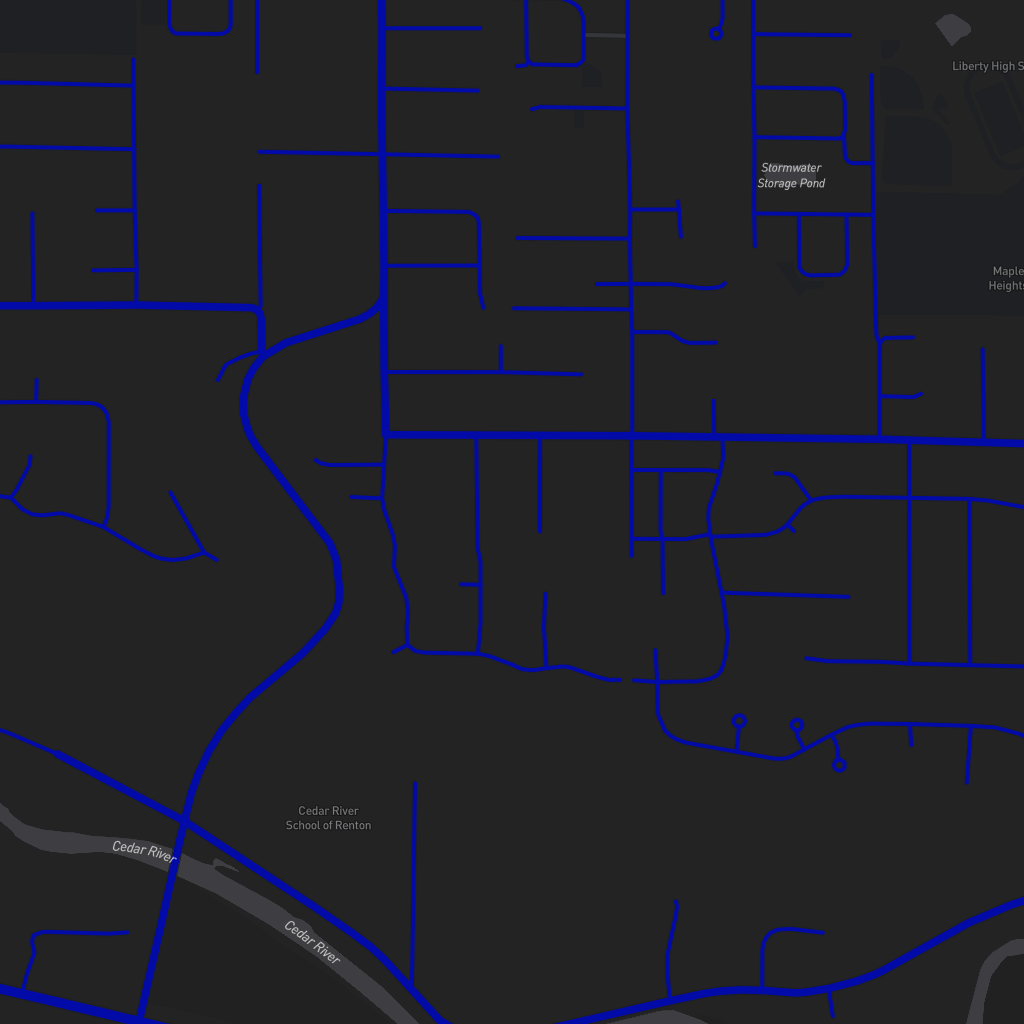 Liberty High S
Stormwater
Storage Pond
Maple
Heights
Cedar River
School of Renton
Cedar River
Cedar River